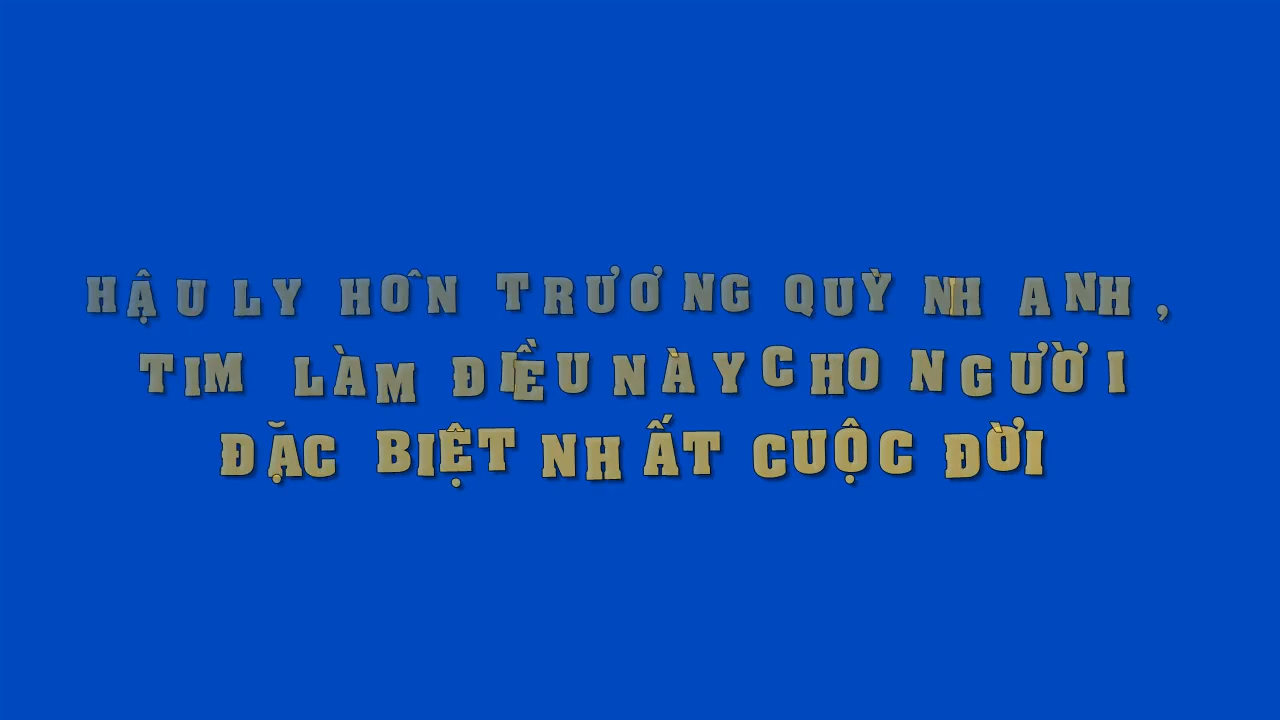 HẬU LY HÔN TRƯƠNG QUỲNH ANH,
TIM LÀM ĐIỀU NÀY CHO NGƯỜI
ĐẶC BIỆT NHẤT CUỘC ĐỜI